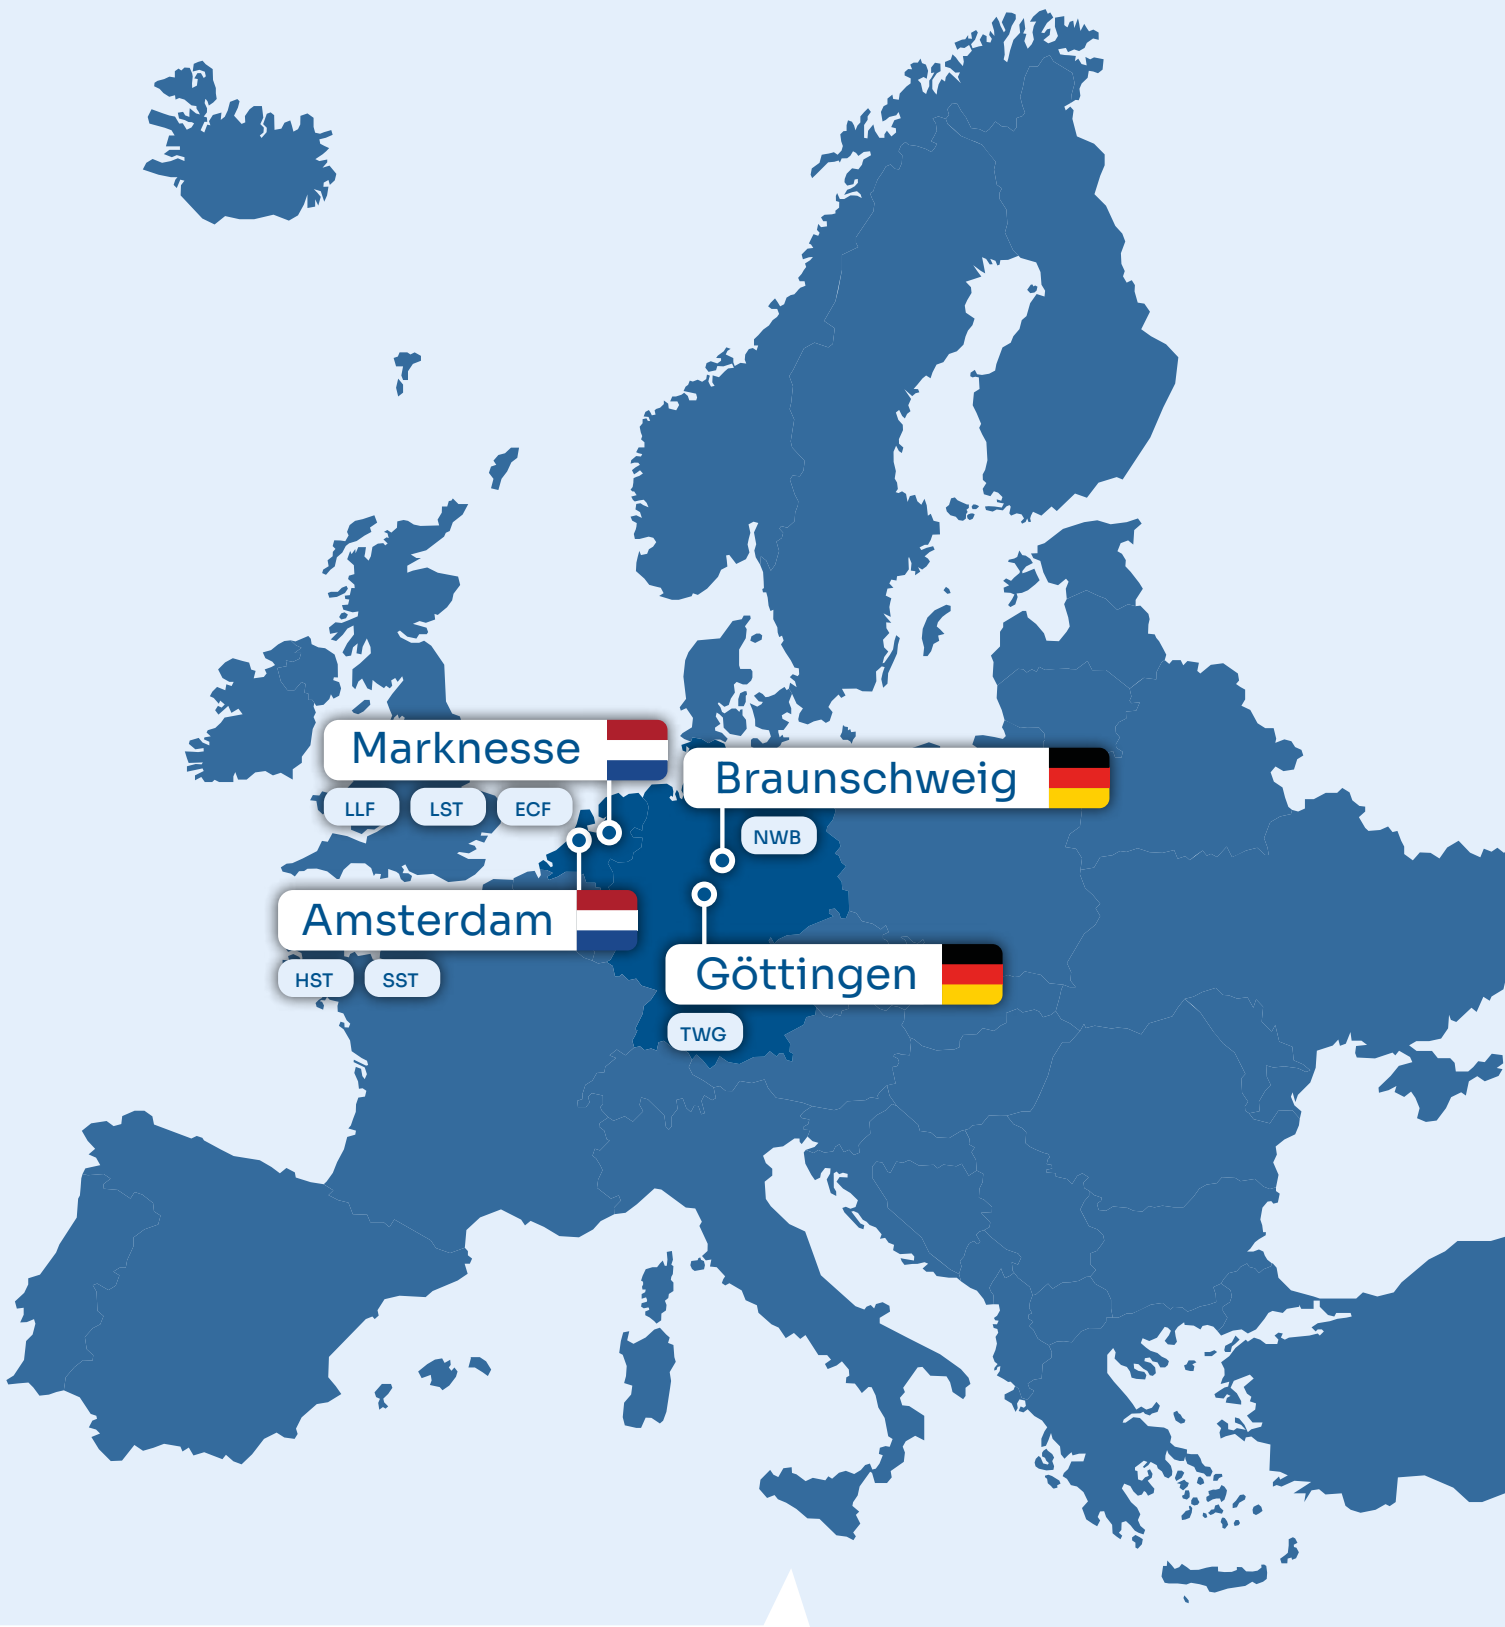 Marknesse
LLF LST ECF
Braunschweig
NWB
Amsterdam
HST SST
Göttingen
TWG